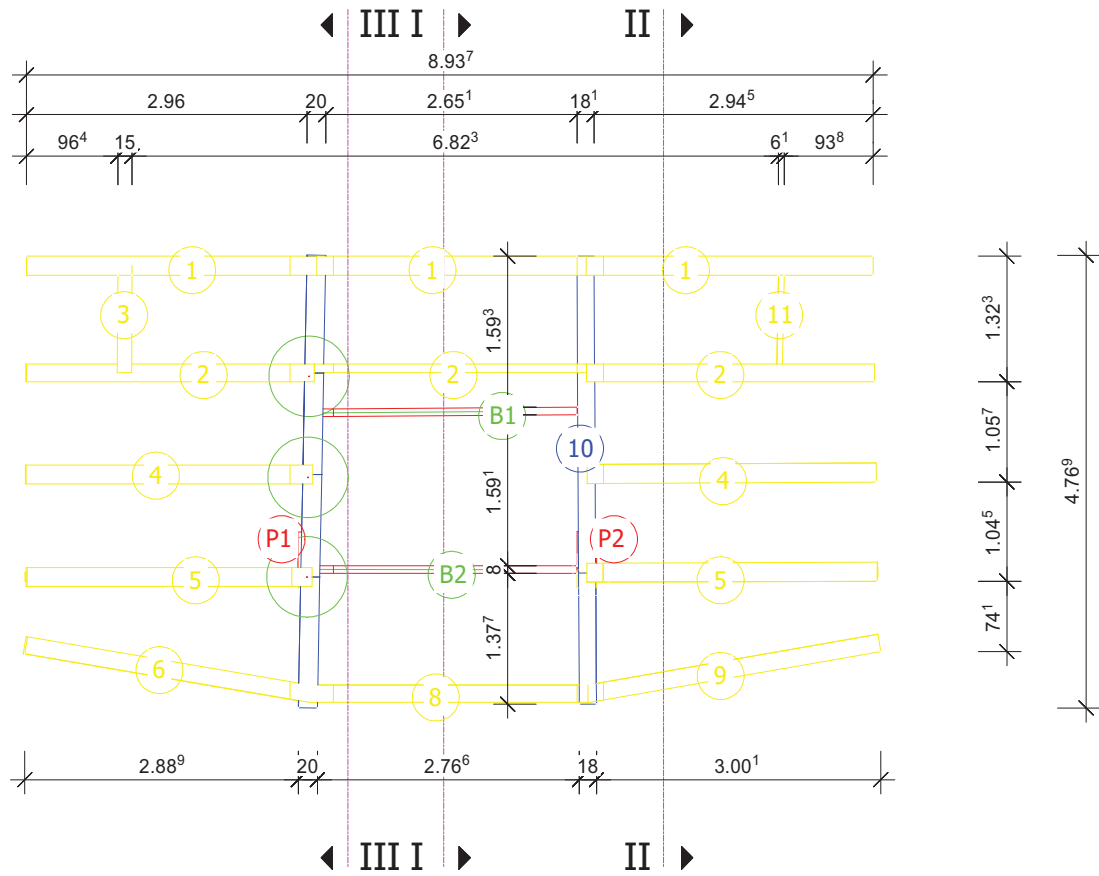 III I II
8.93⁷
2.96 20 2.65¹ 18¹ 2.94⁵
96⁴ 15 6.82³ 6¹ 93⁸
1 1 1
3 11
1.59³ 1.32³
2 2 2
B1
10
1.05⁷
4.76⁹
4 4
1.59¹
P1 P2
1.04⁵
5 B2 8 5
74¹
1.37⁷
6 8 9
2.88⁹ 20 2.76⁶ 18 3.00¹
III I II